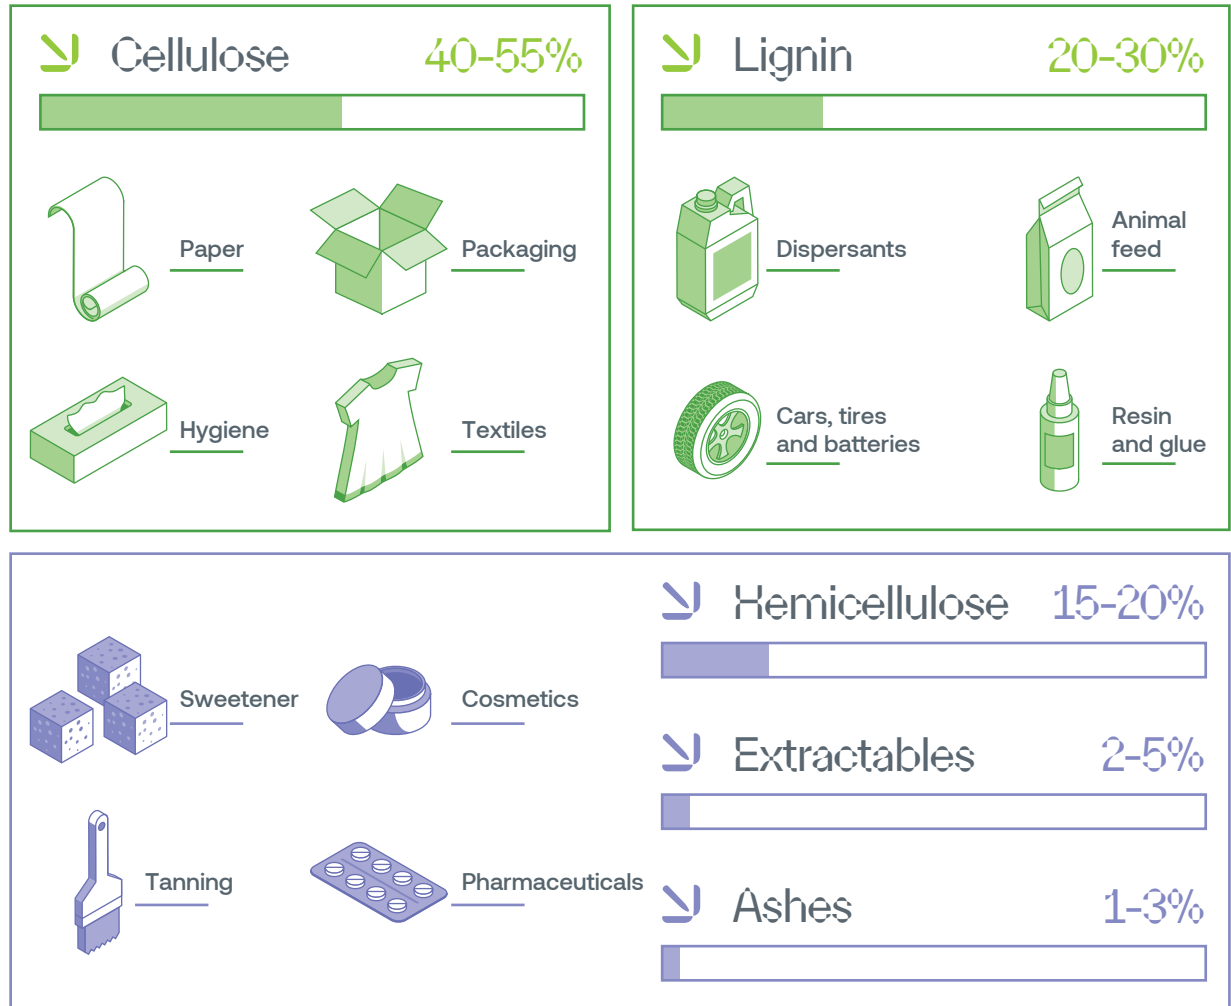 Cellulose 40-55%
Paper
Packaging
Hygiene
Textiles
Lignin 20-30%
Dispersants
Animal
feed
Cars, tires
and batteries
Resin
and glue
Sweetener
Cosmetics
Tanning
Pharmaceuticals
Hemicellulose 15-20%
Extractables 2-5%
Ashes 1-3%